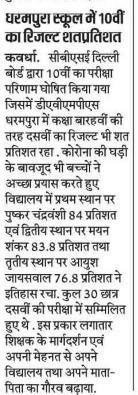 धरमपुरा स्कूल में 10वीं
का रिजल्ट शतप्रतिशत
कवर्धा. सीबीएसई दिल्ली
बोर्ड द्वारा 10वीं का परीक्षा
परिणाम घोषित किया गया
जिसमें डीएवीएमपीएस
धरमपुरा में कक्षा बारहवीं की
तरह दसवीं का रिजल्ट भी शत
प्रतिशत रहा . कोरोना की घड़ी
के बावजूद भी बच्चों ने
अच्छा प्रयास करते हुए
विद्यालय में प्रथम स्थान पर
पुष्कर चंद्रवंशी 84 प्रतिशत
एवं द्वितीय स्थान पर मयन
शंकर 83.8 प्रतिशत तथा
तृतीय स्थान पर आयुश
जायसवाल 76.8 प्रतिशत ने
इतिहास रचा. कुल 30 छात्र
दसवीं की परीक्षा में सम्मिलित
हुए थे . इस प्रकार लगातार
शिक्षक के मार्गदर्शन एवं
अपनी मेहनत से अपने
विद्यालय तथा अपने माता-
पिता का गौरव बढ़ाया.